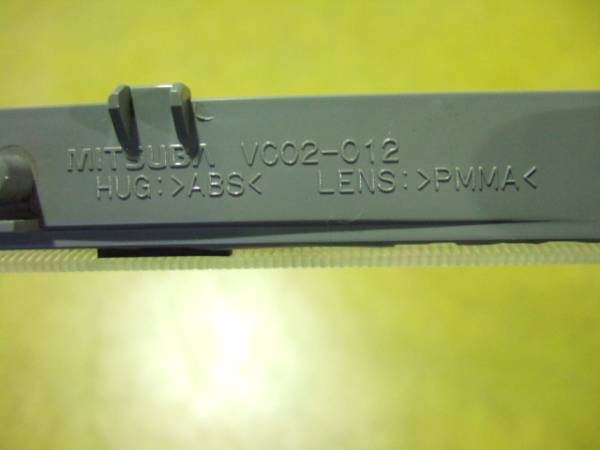 MITSUBA VC02-012
HUG:>ABS< LENS:>PMMA<